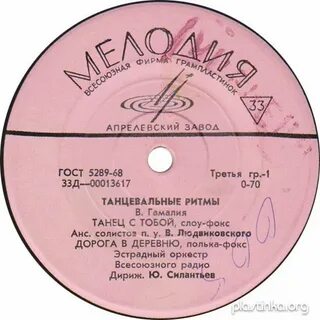 МЕЛОДИЯ
ВСЕСОЮЗНАЯ ФИРМА ГРАМПЛАСТИНОК
33
АПРЕЛЕВСКИЙ ЗАВОД
ГОСТ 5289-68
Третья гр.-1
33Д—00013617
0-70
ТАНЦЕВАЛЬНЫЕ РИТМЫ
В. Гамалия
ТАНЕЦ С ТОБОЙ, слоу-фокс
Анс. солистов п. у. В. Людвиковского
ДОРОГА В ДЕРЕВНЮ, полька-фокс
Эстрадный оркестр
Всесоюзного радио
Дириж. Ю. Силантьев
plastinka.org